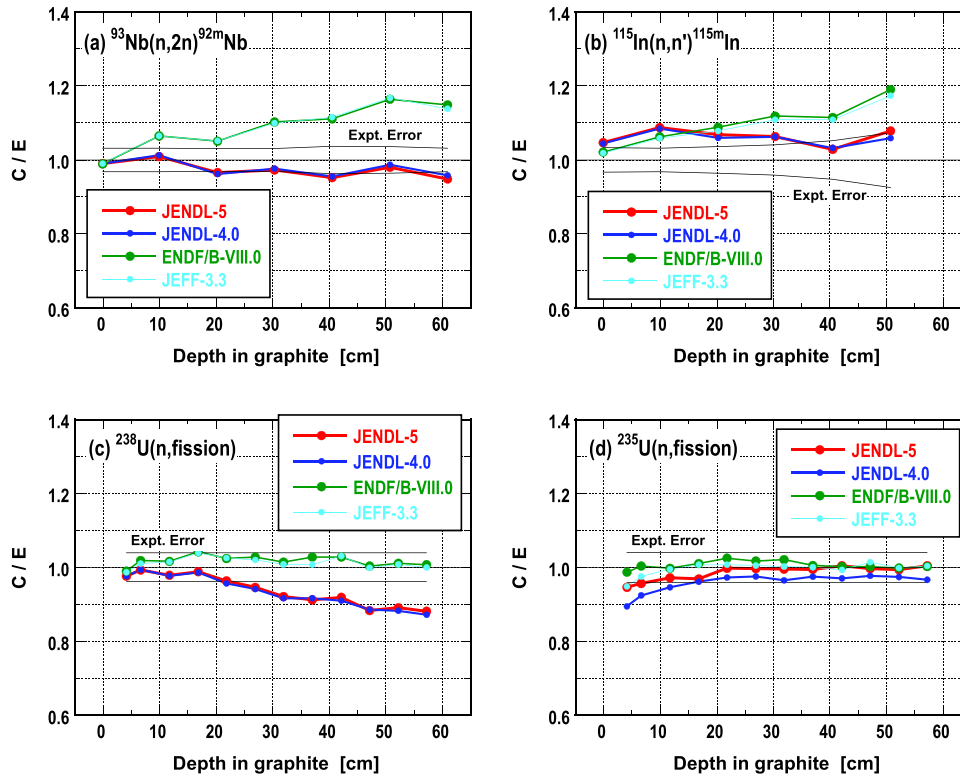 (a) ⁹³Nb(n,2n)⁹²ᵐNb
1.4
1.2
1.0
0.8
0.6
C / E
Expt. Error
JENDL-5
JENDL-4.0
ENDF/B-VIII.0
JEFF-3.3
0 10 20 30 40 50 60
Depth in graphite [cm]
(b) ¹¹⁵In(n,n')¹¹⁵ᵐIn
1.4
1.2
1.0
0.8
0.6
C / E
Expt. Error
JENDL-5
JENDL-4.0
ENDF/B-VIII.0
JEFF-3.3
0 10 20 30 40 50 60
Depth in graphite [cm]
(c) ²³⁸U(n,fission)
1.4
1.2
1.0
0.8
0.6
C / E
JENDL-5
JENDL-4.0
ENDF/B-VIII.0
JEFF-3.3
Expt. Error
0 10 20 30 40 50 60
Depth in graphite [cm]
(d) ²³⁵U(n,fission)
1.4
1.2
1.0
0.8
0.6
C / E
JENDL-5
JENDL-4.0
ENDF/B-VIII.0
JEFF-3.3
Expt. Error
0 10 20 30 40 50 60
Depth in graphite [cm]